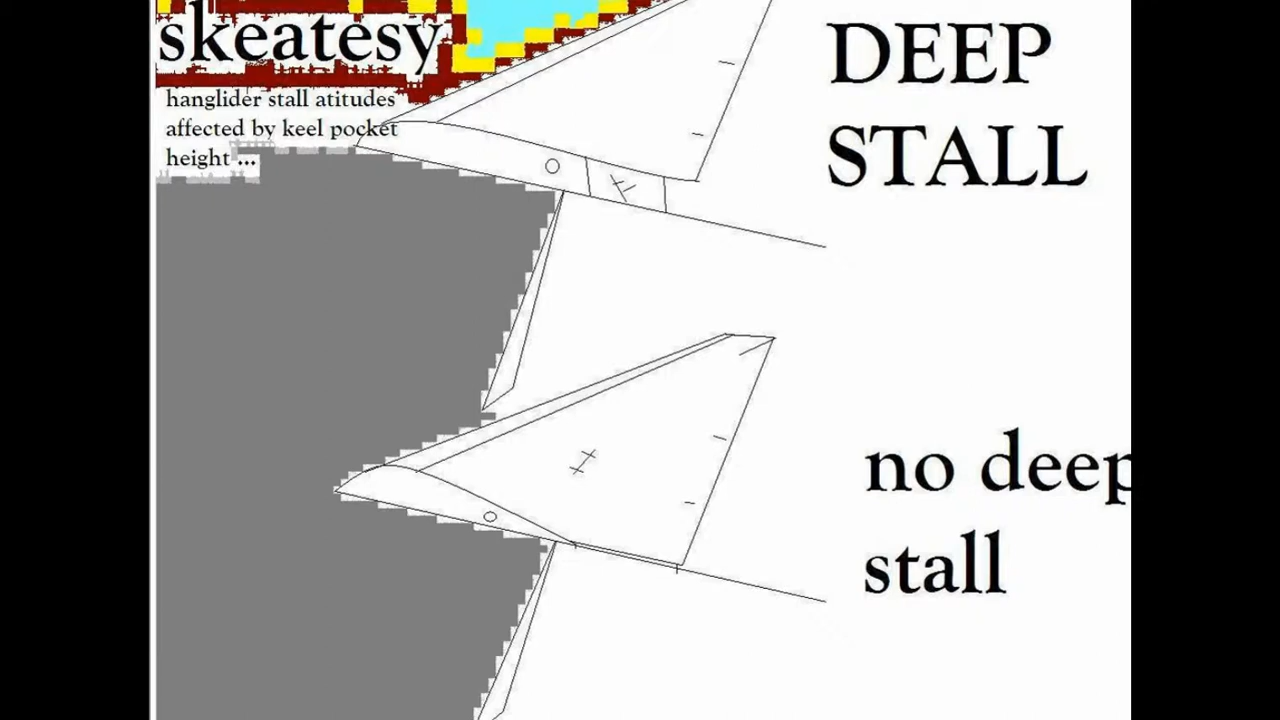 skeatesy
hanglider stall atitudes
affected by keel pocket
height ...
DEEP
STALL
no deep
stall